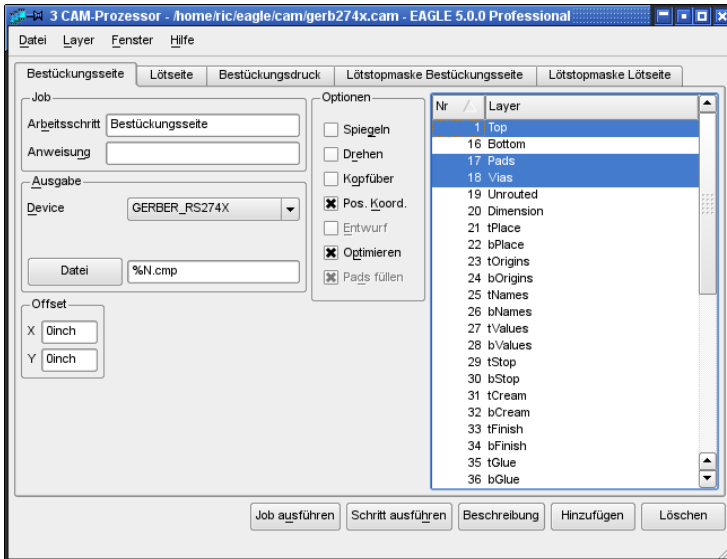 3 CAM-Prozessor - /home/ric/eagle/cam/gerb274x.cam - EAGLE 5.0.0 Professional
Datei Layer Fenster Hilfe
Bestückungsseite Lötseite Bestückungsdruck Lötstopmaske Bestückungsseite Lötstopmaske Lötseite
Job
Arbeitsschritt Bestückungsseite
Anweisung
Ausgabe
Device GERBER_RS274X
Datei %N.cmp
Offset
X 0inch
Y 0inch
Optionen
Spiegeln
Drehen
Kopfüber
Pos. Koord.
Entwurf
Optimieren
Pads füllen
Nr Layer
1 Top
16 Bottom
17 Pads
18 Vias
19 Unrouted
20 Dimension
21 tPlace
22 bPlace
23 tOrigins
24 bOrigins
25 tNames
26 bNames
27 tValues
28 bValues
29 tStop
30 bStop
31 tCream
32 bCream
33 tFinish
34 bFinish
35 tGlue
36 bGlue
Job ausführen Schritt ausführen Beschreibung Hinzufügen Löschen